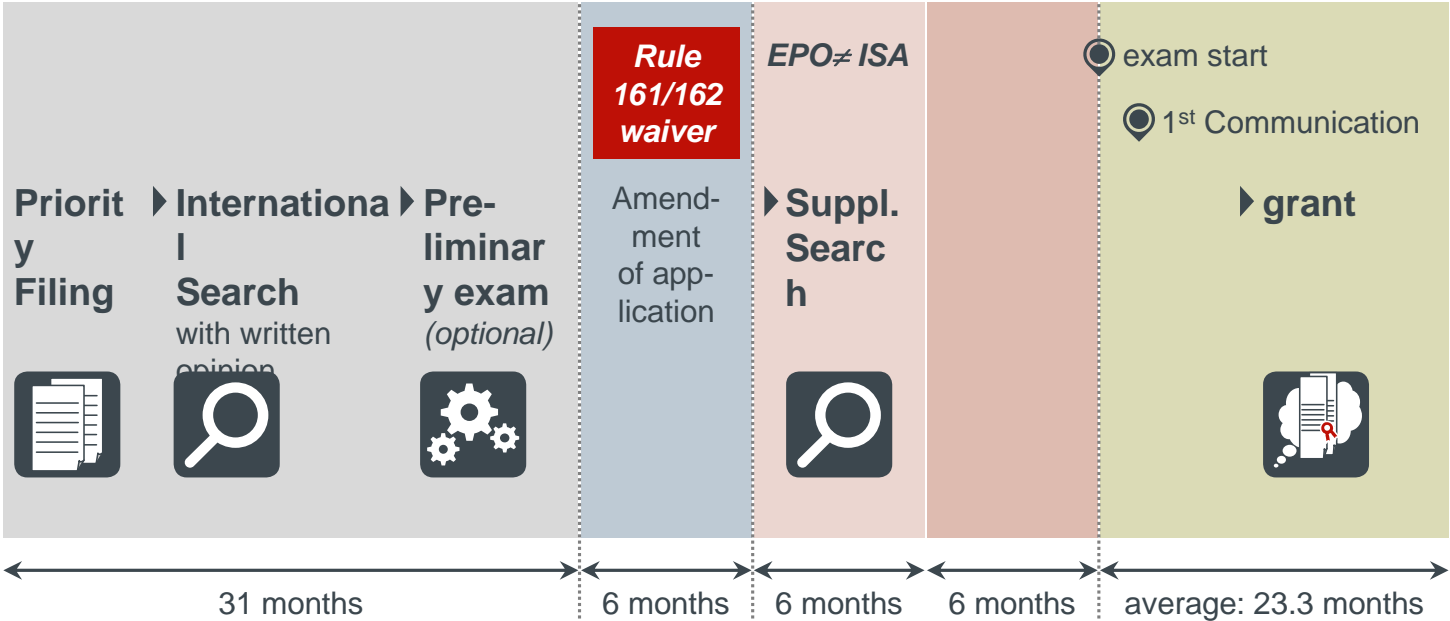 Rule
161/162
waiver
EPO≠ ISA
exam start
1st Communication
Priorit
y
Filing
Internationa
l
Search
with written
opinion
Pre-
liminar
y exam
(optional)
Amend-
ment
of app-
lication
Suppl.
Searc
h
grant
31 months
6 months
6 months
6 months
average: 23.3 months